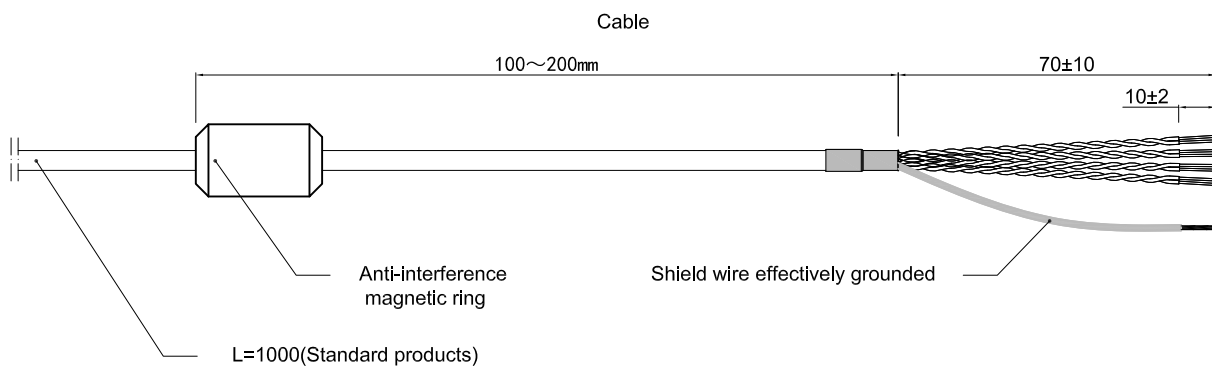 Cable
100～200mm
70±10
10±2
Anti-interference
magnetic ring
Shield wire effectively grounded
L=1000(Standard products)